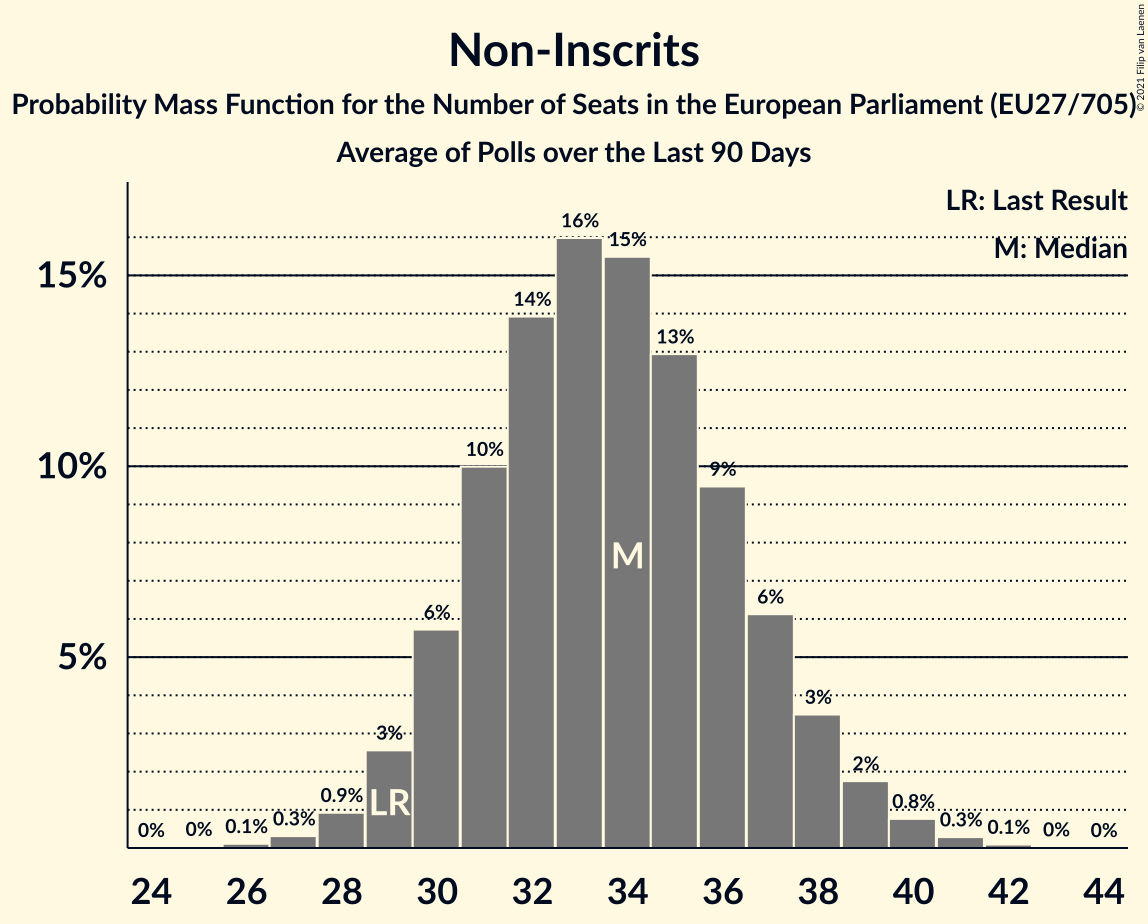 Non-Inscrits
Probability Mass Function for the Number of Seats in the European Parliament (EU27/705)
Average of Polls over the Last 90 Days
© 2021 Filip van Laenen
LR: Last Result
M: Median
15%
10%
5%
0%
0%
0.1%
0.3%
0.9%
3%
6%
10%
14%
16%
15%
13%
9%
6%
3%
2%
0.8%
0.3%
0.1%
0%
0%
LR
M
24 26 28 30 32 34 36 38 40 42 44